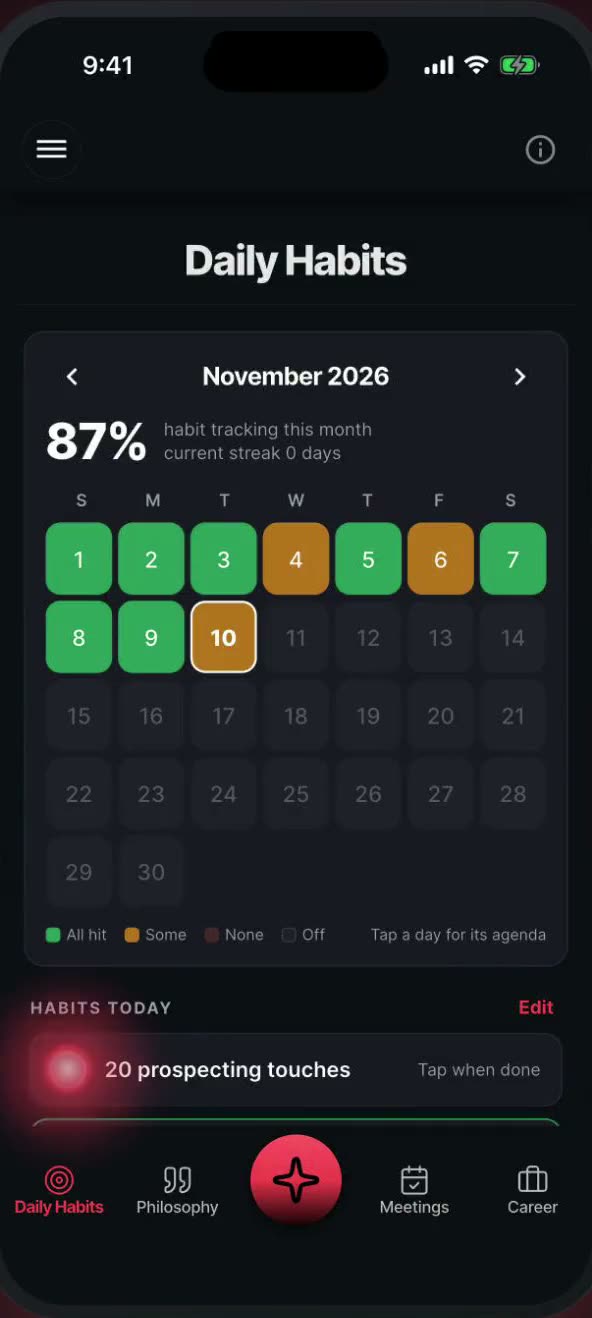 9:41
Daily Habits
November 2026
87%
habit tracking this month
current streak 0 days
S M T W T F S
1 2 3 4 5 6 7
8 9 10 11 12 13 14
15 16 17 18 19 20 21
22 23 24 25 26 27 28
29 30
All hit Some None Off Tap a day for its agenda
HABITS TODAY Edit
20 prospecting touches Tap when done
Daily Habits Philosophy Meetings Career